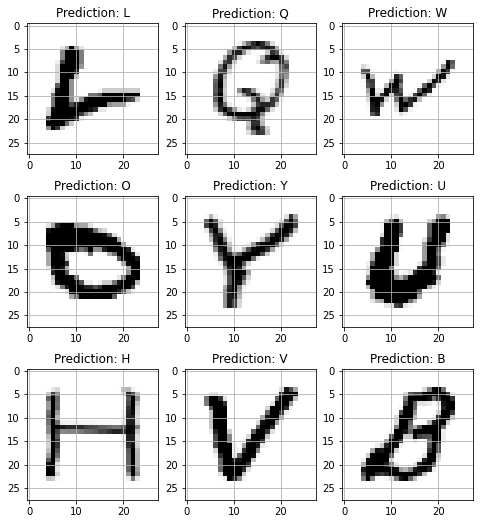 Prediction: L
Prediction: Q
Prediction: W
0
5
10
15
20
25
0 10 20
L
0
5
10
15
20
25
0 10 20
Q
0
5
10
15
20
25
0 10 20
W
Prediction: O
Prediction: Y
Prediction: U
0
5
10
15
20
25
0 10 20
D
0
5
10
15
20
25
0 10 20
Y
0
5
10
15
20
25
0 10 20
U
Prediction: H
Prediction: V
Prediction: B
0
5
10
15
20
25
0 10 20
H
0
5
10
15
20
25
0 10 20
V
0
5
10
15
20
25
0 10 20
B